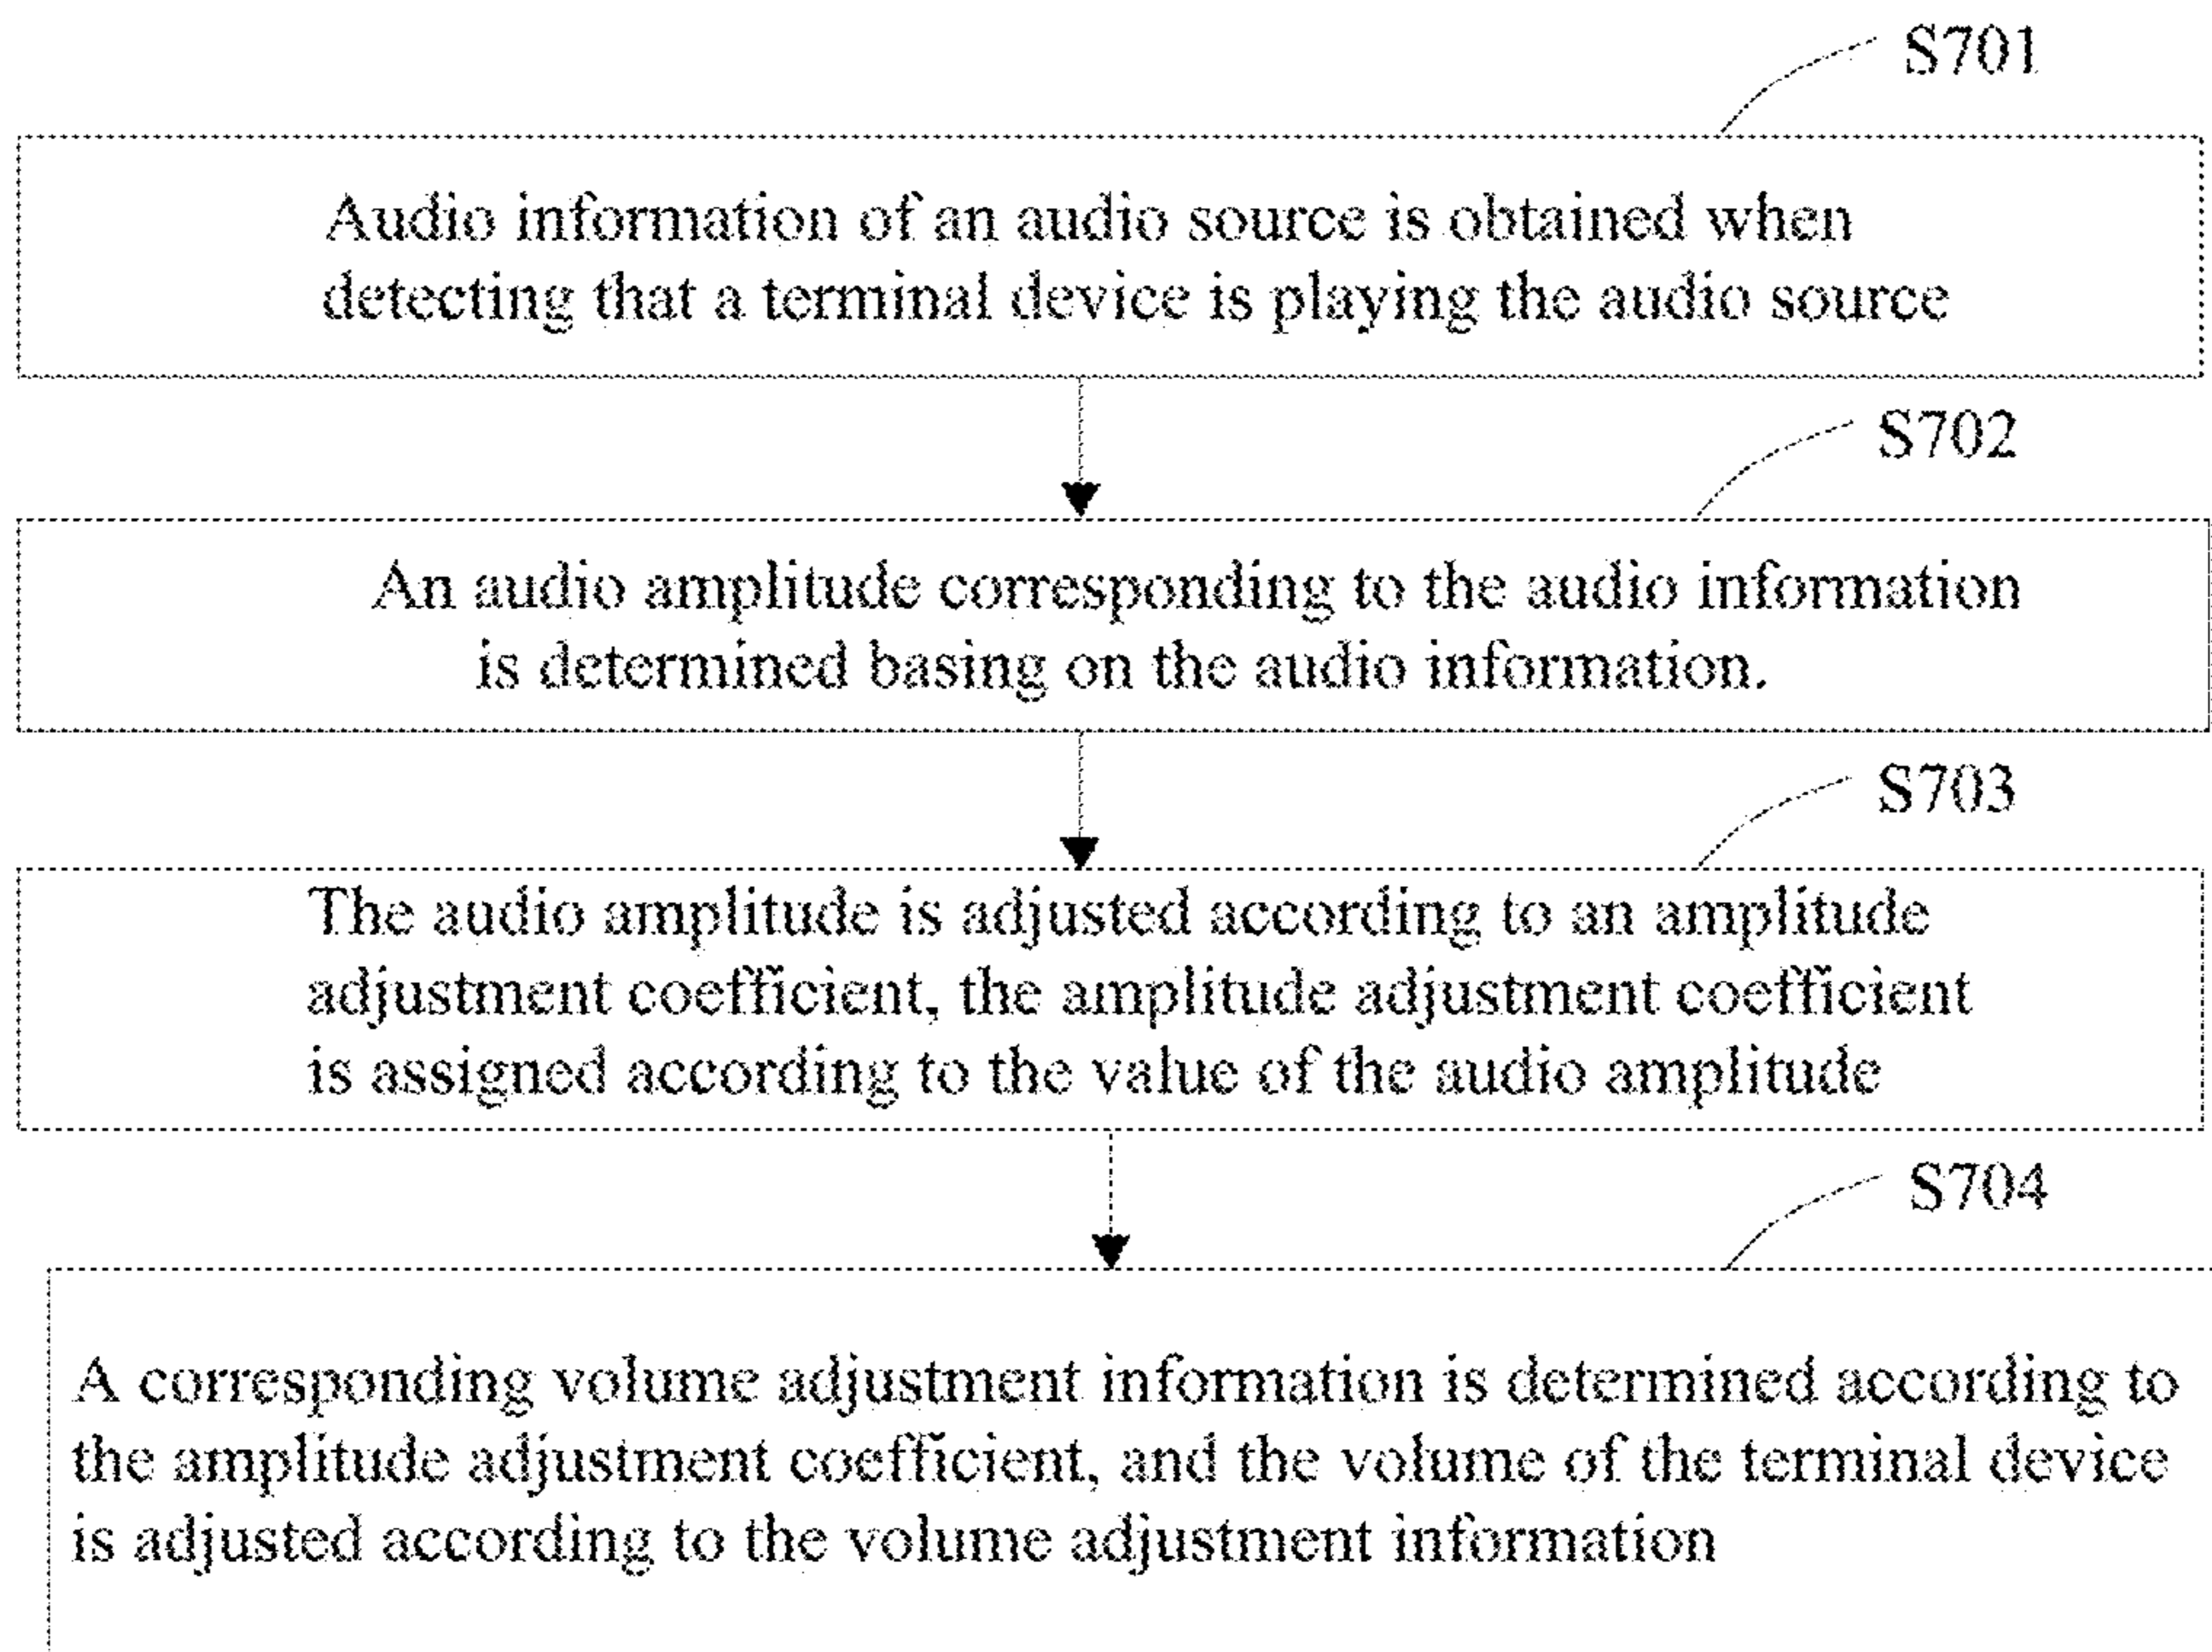 S701
Audio information of an audio source is obtained when
detecting that a terminal device is playing the audio source
S702
An audio amplitude corresponding to the audio information
is determined basing on the audio information.
S703
The audio amplitude is adjusted according to an amplitude
adjustment coefficient, the amplitude adjustment coefficient
is assigned according to the value of the audio amplitude
S704
A corresponding volume adjustment information is determined according to
the amplitude adjustment coefficient, and the volume of the terminal device
is adjusted according to the volume adjustment information